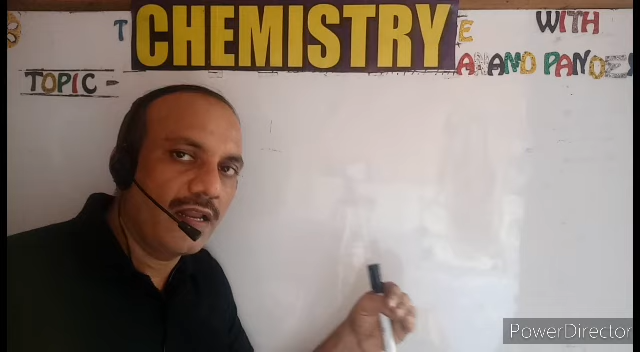 T CHEMISTRY E WITH
ANAND PANDEY
TOPIC -
PowerDirector